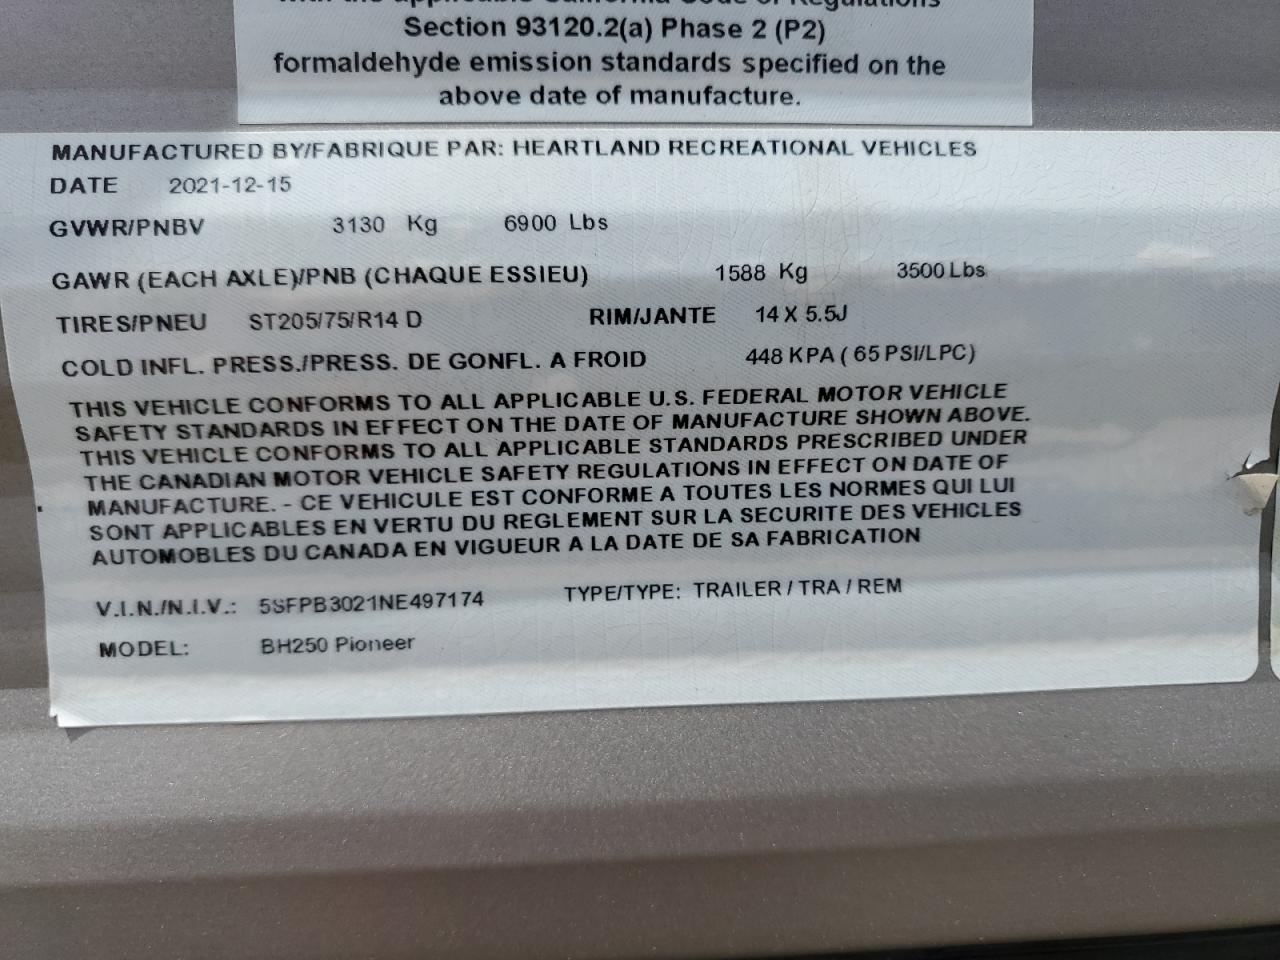 with the applicable California Code of Regulations
Section 93120.2(a) Phase 2 (P2)
formaldehyde emission standards specified on the
above date of manufacture.
MANUFACTURED BY/FABRIQUE PAR: HEARTLAND RECREATIONAL VEHICLES
DATE 2021-12-15
GVWR/PNBV 3130 Kg 6900 Lbs
GAWR (EACH AXLE)/PNB (CHAQUE ESSIEU) 1588 Kg 3500 Lbs
TIRES/PNEU ST205/75/R14 D RIM/JANTE 14 X 5.5J
COLD INFL. PRESS./PRESS. DE GONFL. A FROID 448 KPA ( 65 PSI/LPC)
THIS VEHICLE CONFORMS TO ALL APPLICABLE U.S. FEDERAL MOTOR VEHICLE
SAFETY STANDARDS IN EFFECT ON THE DATE OF MANUFACTURE SHOWN ABOVE.
THIS VEHICLE CONFORMS TO ALL APPLICABLE STANDARDS PRESCRIBED UNDER
THE CANADIAN MOTOR VEHICLE SAFETY REGULATIONS IN EFFECT ON DATE OF
MANUFACTURE. - CE VEHICULE EST CONFORME A TOUTES LES NORMES QUI LUI
SONT APPLICABLES EN VERTU DU REGLEMENT SUR LA SECURITE DES VEHICLES
AUTOMOBLES DU CANADA EN VIGUEUR A LA DATE DE SA FABRICATION
V.I.N./N.I.V.: 5SFPB3021NE497174 TYPE/TYPE: TRAILER / TRA / REM
MODEL: BH250 Pioneer